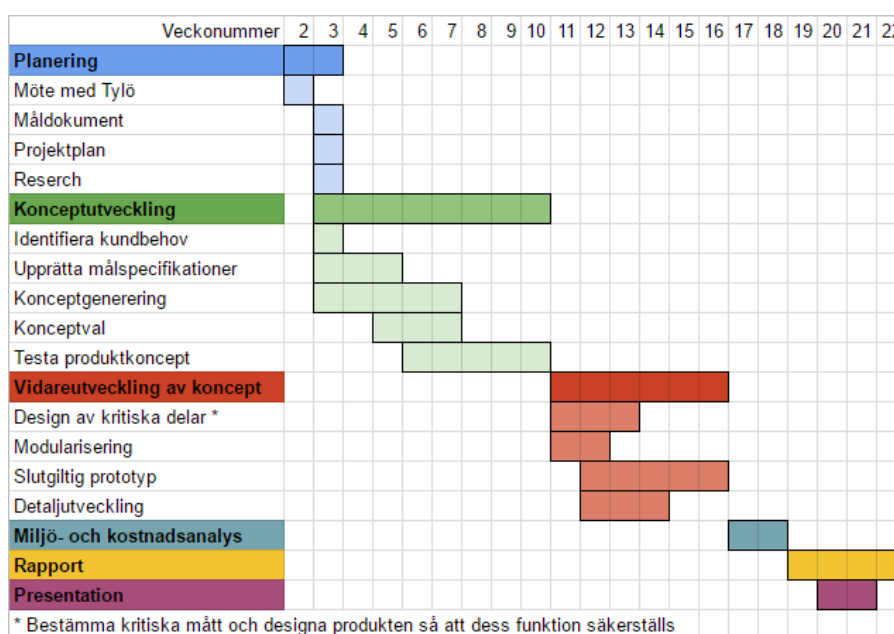 Veckonummer 2 3 4 5 6 7 8 9 10 11 12 13 14 15 16 17 18 19 20 21 22
Planering
Möte med Tylö
Måldokument
Projektplan
Reserch
Konceptutveckling
Identifiera kundbehov
Upprätta målspecifikationer
Konceptgenerering
Konceptval
Testa produktkoncept
Vidareutveckling av koncept
Design av kritiska delar *
Modularisering
Slutgiltig prototyp
Detaljutveckling
Miljö- och kostnadsanalys
Rapport
Presentation
* Bestämma kritiska mått och designa produkten så att dess funktion säkerställs